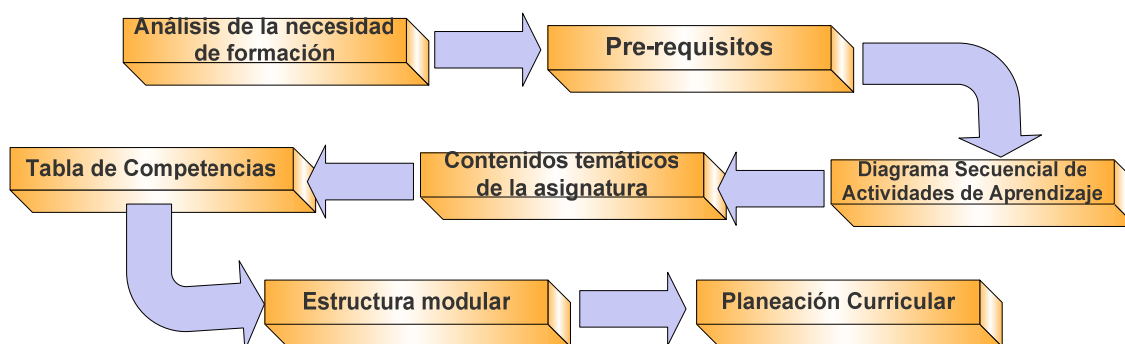 Análisis de la necesidad
de formación
Pre-requisitos
Diagrama Secuencial de
Actividades de Aprendizaje
Contenidos temáticos
de la asignatura
Tabla de Competencias
Estructura modular
Planeación Curricular